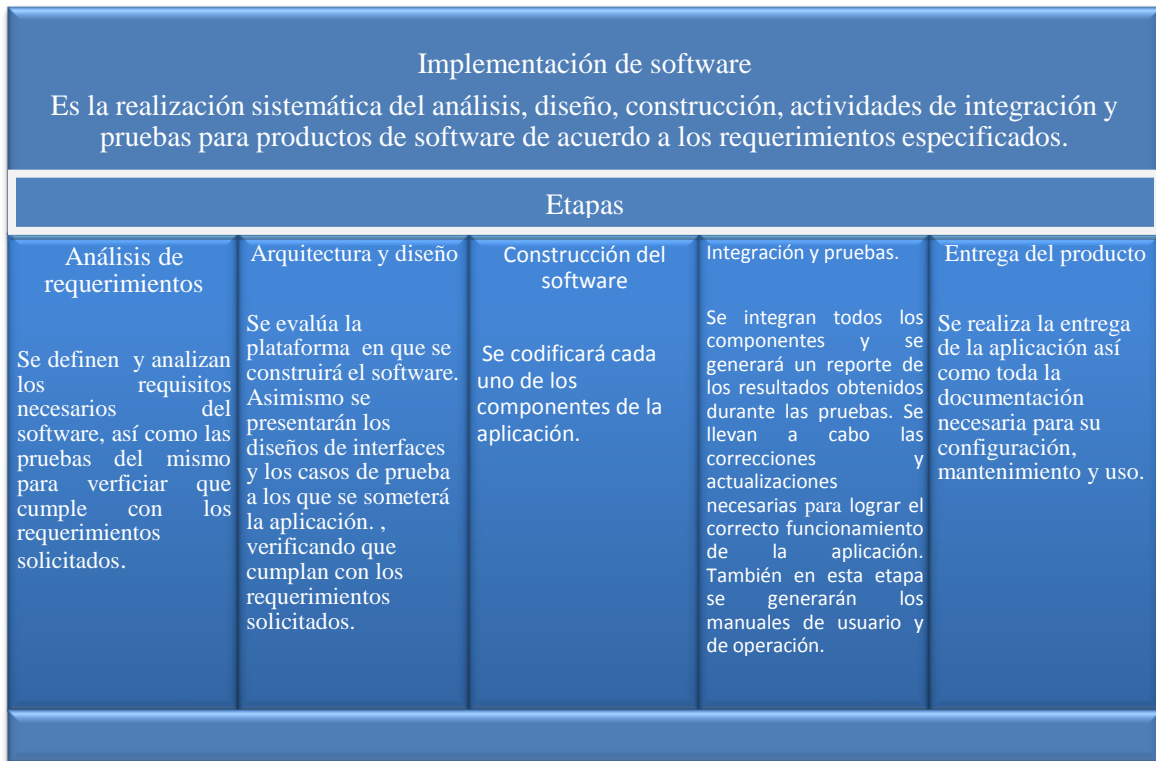 Implementación de software
Es la realización sistemática del análisis, diseño, construcción, actividades de integración y
pruebas para productos de software de acuerdo a los requerimientos especificados.
Etapas
Análisis de
requerimientos
Se definen y analizan
los requisitos
necesarios del
software, así como las
pruebas del mismo
para verficiar que
cumple con los
requerimientos
solicitados.
Arquitectura y diseño
Se evalúa la
plataforma en que se
construirá el software.
Asimismo se
presentarán los
diseños de interfaces
y los casos de prueba
a los que se someterá
la aplicación. ,
verificando que
cumplan con los
requerimientos
solicitados.
Construcción del
software
Se codificará cada
uno de los
componentes de la
aplicación.
Integración y pruebas.
Se integran todos los
componentes y se
generará un reporte de
los resultados obtenidos
durante las pruebas. Se
llevan a cabo las
correcciones y
actualizaciones
necesarias para lograr el
correcto funcionamiento
de la aplicación.
También en esta etapa
se generarán los
manuales de usuario y
de operación.
Entrega del producto
Se realiza la entrega
de la aplicación así
como toda la
documentación
necesaria para su
configuración,
mantenimiento y uso.